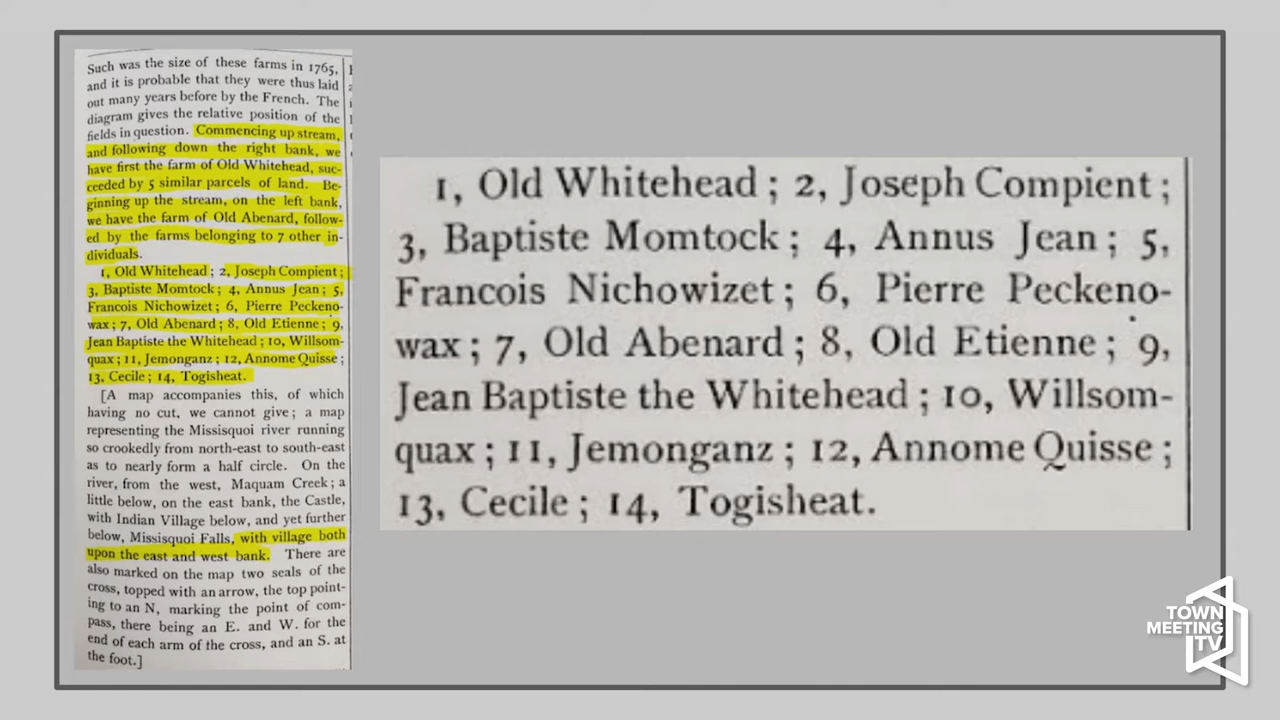 Such was the size of these farms in 1765,
and it is probable that they were thus laid
out many years before by the French. The
diagram gives the relative position of the
fields in question. Commencing up stream,
and following down the right bank, we
have first the farm of Old Whitehead, suc-
ceeded by 5 similar parcels of land. Be-
ginning up the stream, on the left bank,
we have the farm of Old Abenard, follow-
ed by the farms belonging to 7 other in-
dividuals.
1, Old Whitehead; 2, Joseph Compient;
3, Baptiste Momtock; 4, Annus Jean; 5,
Francois Nichowizet; 6, Pierre Peckeno-
wax; 7, Old Abenard; 8, Old Etienne; 9,
Jean Baptiste the Whitehead; 10, Willsom-
quax; 11, Jemonganz; 12, Annome Quisse;
13, Cecile; 14, Togisheat.
[A map accompanies this, of which
having no cut, we cannot give; a map
representing the Missisquoi river running
so crookedly from north-east to south-east
as to nearly form a half circle. On the
river, from the west, Maquam Creek; a
little below, on the east bank, the Castle,
with Indian Village below, and yet further
below, Missisquoi Falls, with village both
upon the east and west bank. There are
also marked on the map two seals of the
cross, topped with an arrow, the top point-
ing to an N, marking the point of com-
pass, there being an E. and W. for the
end of each arm of the cross, and an S. at
the foot.]
1, Old Whitehead; 2, Joseph Compient;
3, Baptiste Momtock; 4, Annus Jean; 5,
Francois Nichowizet; 6, Pierre Peckeno-
wax; 7, Old Abenard; 8, Old Etienne; 9,
Jean Baptiste the Whitehead; 10, Willsom-
quax; 11, Jemonganz; 12, Annome Quisse;
13, Cecile; 14, Togisheat.
TOWN
MEETING
TV